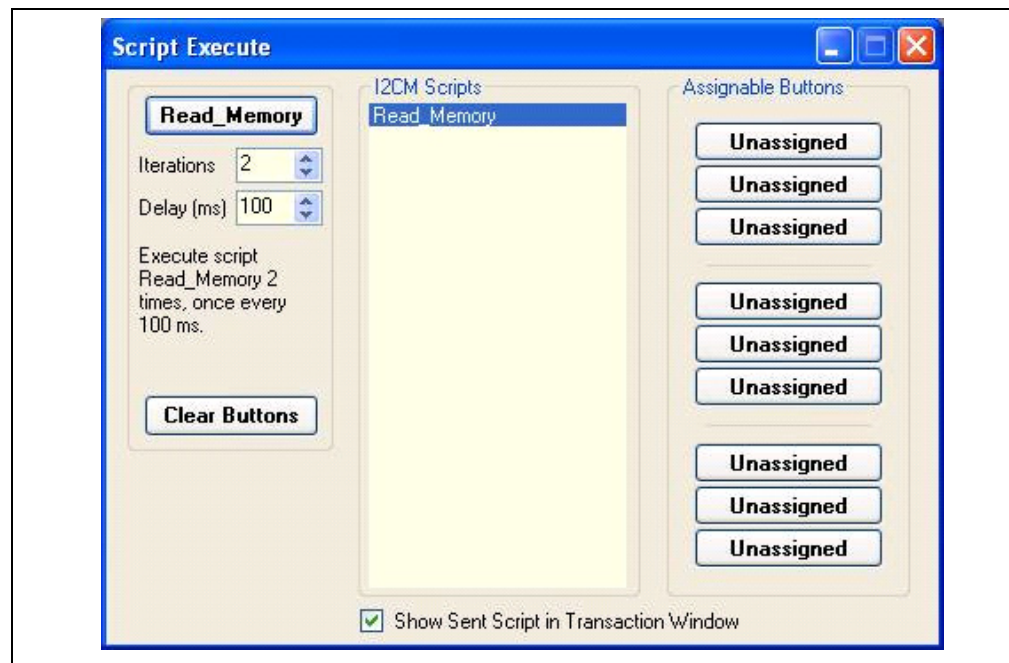 Script Execute
Read_Memory
Iterations 2
Delay (ms) 100
Execute script
Read_Memory 2
times, once every
100 ms.
Clear Buttons
I2CM Scripts
Read_Memory
Assignable Buttons
Unassigned
Unassigned
Unassigned
Unassigned
Unassigned
Unassigned
Unassigned
Unassigned
Unassigned
Show Sent Script in Transaction Window